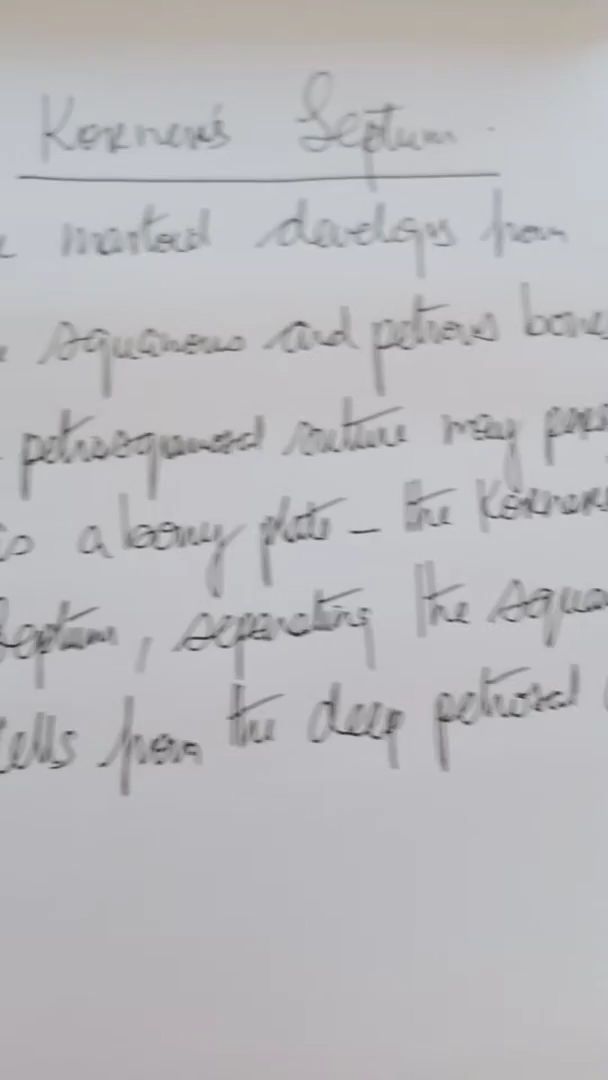 Korner's Septum
mastoid develops from
squamous and petrous bones
petrosquamosal suture may
a bony plate - the Korner's
Septum, separating the
cells from the deep petrosal